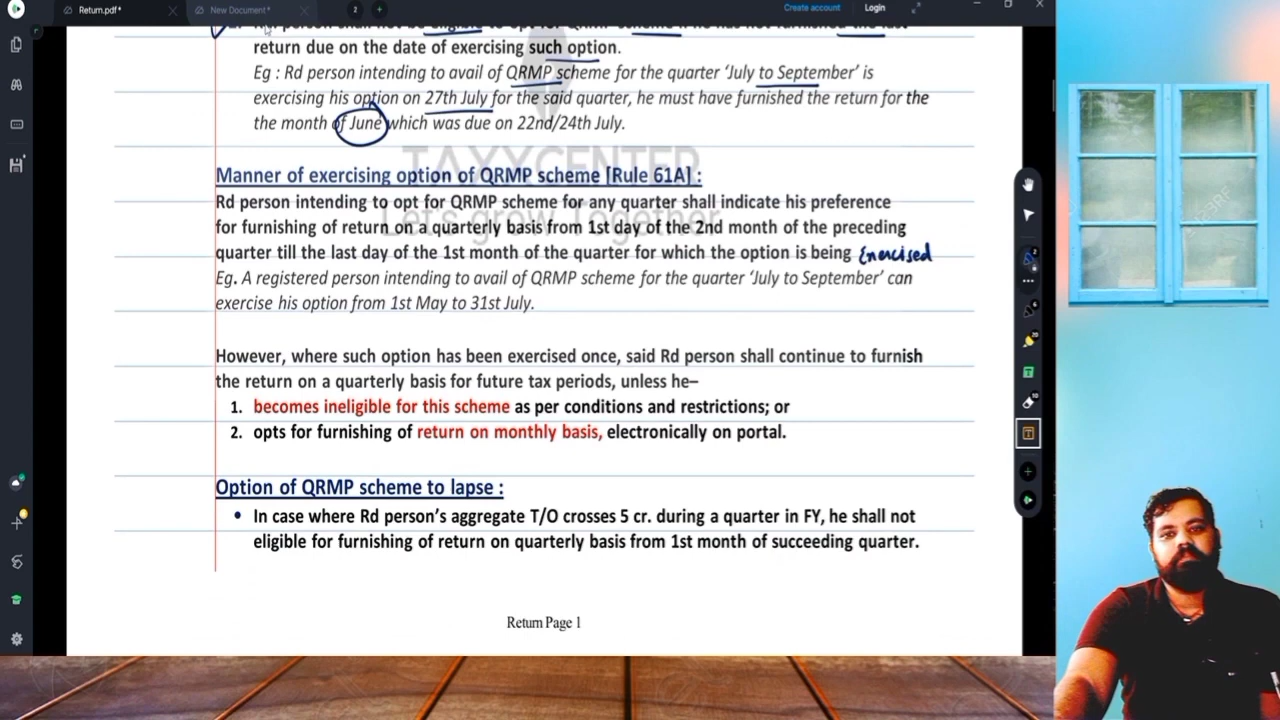 Return.pdf*
New Document*
2
Create account
Login
return due on the date of exercising such option.
Eg : Rd person intending to avail of QRMP scheme for the quarter ‘July to September’ is
exercising his option on 27th July for the said quarter, he must have furnished the return for the
the month of June which was due on 22nd/24th July.
TAXYCENTER
Manner of exercising option of QRMP scheme [Rule 61A] :
Rd person intending to opt for QRMP scheme for any quarter shall indicate his preference
Let's grow Together
for furnishing of return on a quarterly basis from 1st day of the 2nd month of the preceding
quarter till the last day of the 1st month of the quarter for which the option is being Exercised
Eg. A registered person intending to avail of QRMP scheme for the quarter ‘July to September’ can
exercise his option from 1st May to 31st July.
However, where such option has been exercised once, said Rd person shall continue to furnish
the return on a quarterly basis for future tax periods, unless he–
1. becomes ineligible for this scheme as per conditions and restrictions; or
2. opts for furnishing of return on monthly basis, electronically on portal.
Option of QRMP scheme to lapse :
• In case where Rd person’s aggregate T/O crosses 5 cr. during a quarter in FY, he shall not
eligible for furnishing of return on quarterly basis from 1st month of succeeding quarter.
Return Page 1